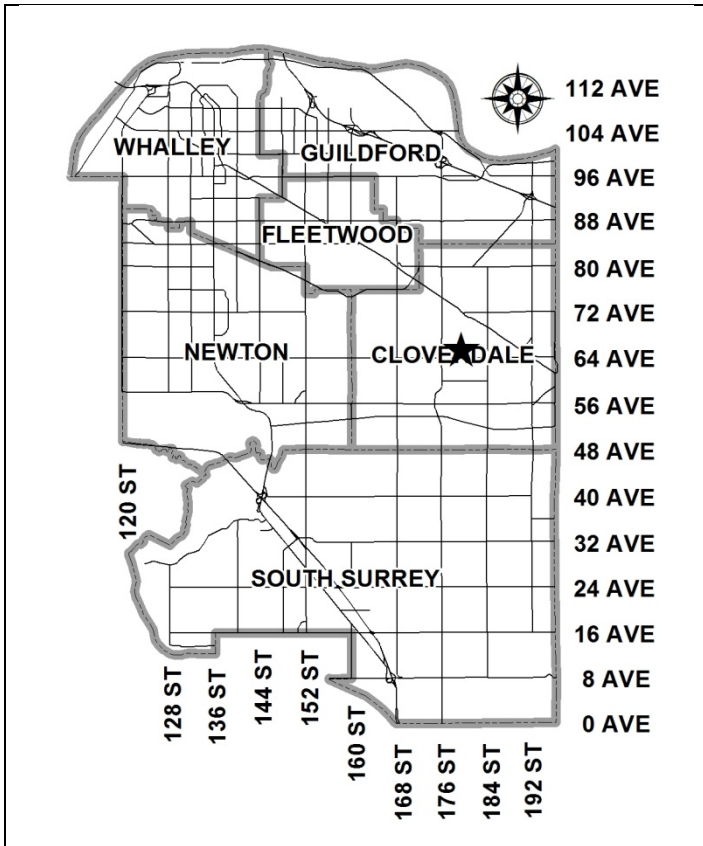 112 AVE
104 AVE
WHALLEY
GUILDFORD
96 AVE
88 AVE
FLEETWOOD
80 AVE
72 AVE
NEWTON
CLOVERDALE
64 AVE
56 AVE
48 AVE
120 ST
40 AVE
32 AVE
SOUTH SURREY
24 AVE
16 AVE
8 AVE
0 AVE
128 ST
136 ST
144 ST
152 ST
160 ST
168 ST
176 ST
184 ST
192 ST